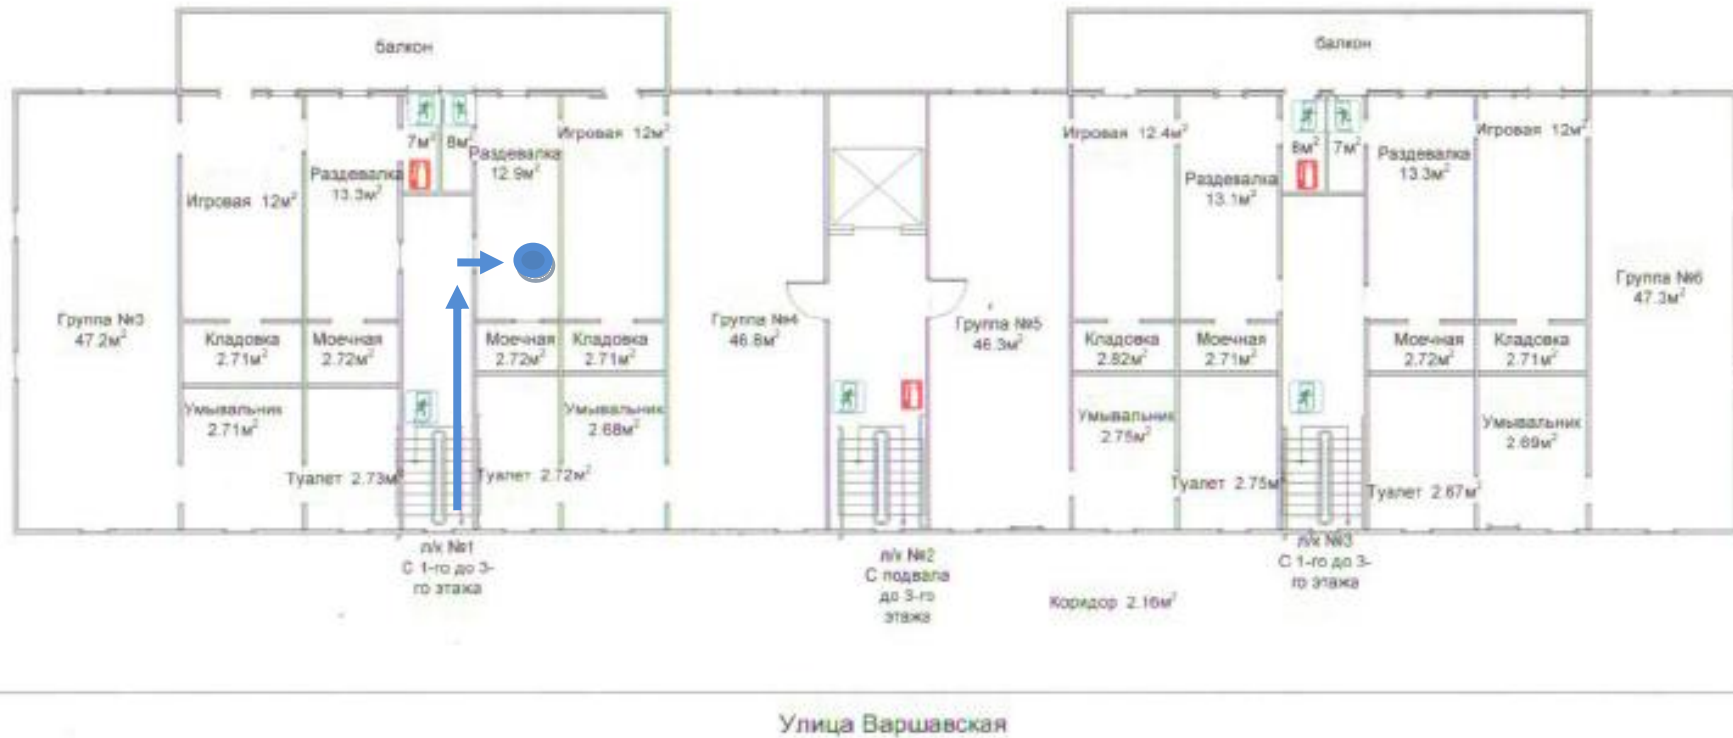 балкон
балкон
7м²
8м²
Игровая 12м²
Раздевалка
12.9м²
Раздевалка
13.3м²
Игровая 12м²
Игровая 12.4м²
8м²
7м²
Игровая 12м²
Раздевалка
13.3м²
Раздевалка
13.1м²
Группа №3
47.2м²
Группа №4
46.8м²
Группа №5
46.3м²
Группа №6
47.3м²
Кладовка
2.71м²
Моечная
2.72м²
Моечная
2.72м²
Кладовка
2.71м²
Кладовка
2.82м²
Моечная
2.71м²
Моечная
2.72м²
Кладовка
2.71м²
Умывальник
2.71м²
Умывальник
2.68м²
Умывальник
2.75м²
Умывальник
2.69м²
Туалет 2.73м²
Туалет 2.72м²
Туалет 2.75м²
Туалет 2.67м²
л/к №1
С 1-го до 3-
го этажа
л/к №2
С подвала
до 3-го
этажа
л/к №3
С 1-го до 3-
го этажа
Коридор 2.16м²
Улица Варшавская